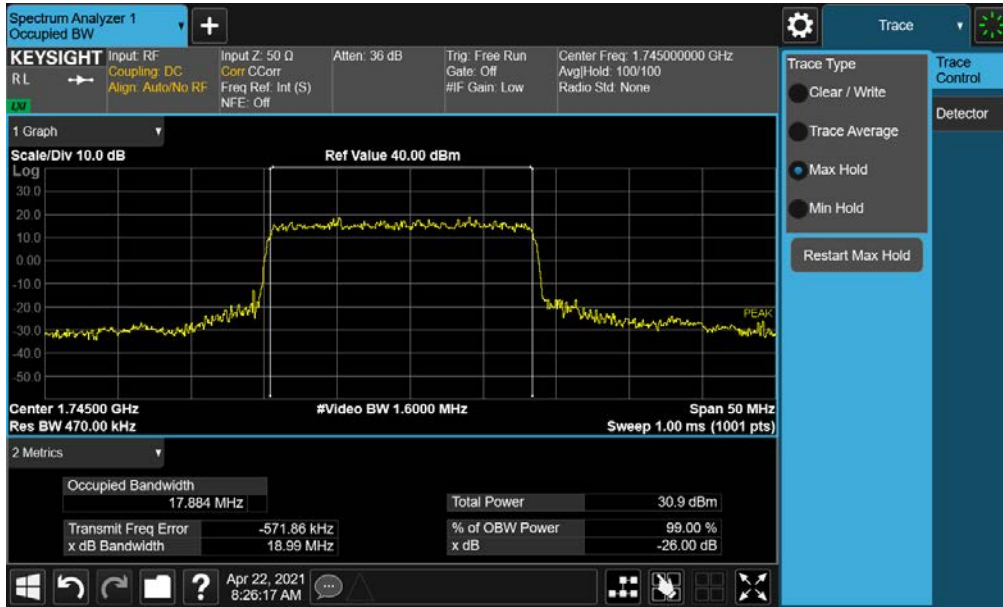 Spectrum Analyzer 1
Occupied BW
+
Trace
KEYSIGHT
RL
LXI
Input: RF
Coupling: DC
Align: Auto/No RF
Input Z: 50 Ω
Corr CCorr
Freq Ref: Int (S)
NFE: Off
Atten: 36 dB
Trig: Free Run
Gate: Off
#IF Gain: Low
Center Freq: 1.745000000 GHz
Avg|Hold: 100/100
Radio Std: None
Trace Type
Clear / Write
Trace Average
Max Hold
Min Hold
Restart Max Hold
Trace
Control
Detector
1 Graph
Scale/Div 10.0 dB
Ref Value 40.00 dBm
Log
30.0
20.0
10.0
0.00
-10.0
-20.0
-30.0
-40.0
-50.0
PEAK
Center 1.74500 GHz
#Video BW 1.6000 MHz
Span 50 MHz
Res BW 470.00 kHz
Sweep 1.00 ms (1001 pts)
2 Metrics
Occupied Bandwidth
17.884 MHz
Total Power 30.9 dBm
Transmit Freq Error -571.86 kHz
% of OBW Power 99.00 %
x dB Bandwidth 18.99 MHz
x dB -26.00 dB
?
Apr 22, 2021
8:26:17 AM